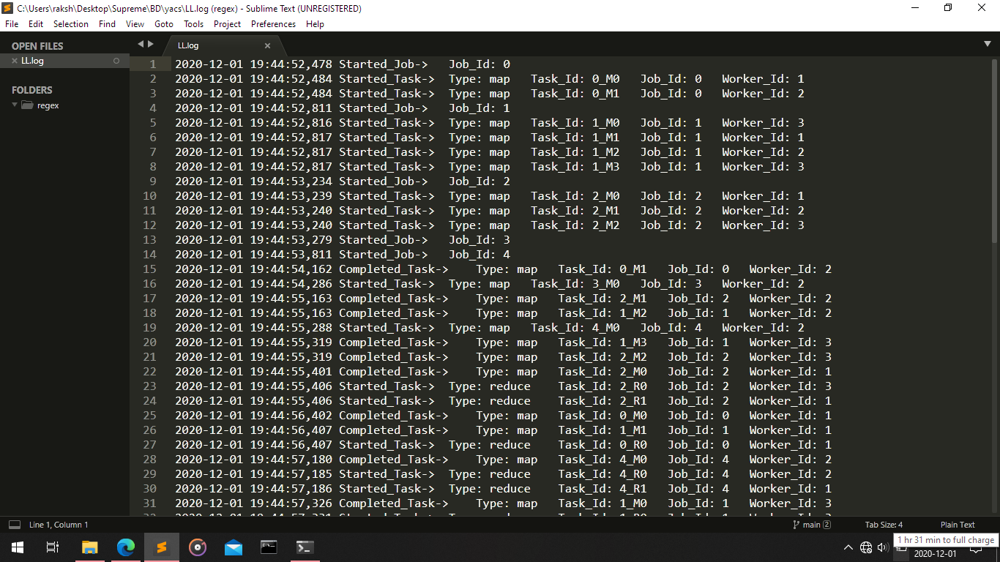 C:\Users\raksh\Desktop\Supreme\BD\yacs\LL.log (regex) - Sublime Text (UNREGISTERED)
File Edit Selection Find View Goto Tools Project Preferences Help
OPEN FILES
LL.log
FOLDERS
regex
LL.log
1 2020-12-01 19:44:52,478 Started_Job-> Job_Id: 0
2 2020-12-01 19:44:52,484 Started_Task-> Type: map Task_Id: 0_M0 Job_Id: 0 Worker_Id: 1
3 2020-12-01 19:44:52,484 Started_Task-> Type: map Task_Id: 0_M1 Job_Id: 0 Worker_Id: 2
4 2020-12-01 19:44:52,811 Started_Job-> Job_Id: 1
5 2020-12-01 19:44:52,816 Started_Task-> Type: map Task_Id: 1_M0 Job_Id: 1 Worker_Id: 3
6 2020-12-01 19:44:52,817 Started_Task-> Type: map Task_Id: 1_M1 Job_Id: 1 Worker_Id: 1
7 2020-12-01 19:44:52,817 Started_Task-> Type: map Task_Id: 1_M2 Job_Id: 1 Worker_Id: 2
8 2020-12-01 19:44:52,817 Started_Task-> Type: map Task_Id: 1_M3 Job_Id: 1 Worker_Id: 3
9 2020-12-01 19:44:53,234 Started_Job-> Job_Id: 2
10 2020-12-01 19:44:53,239 Started_Task-> Type: map Task_Id: 2_M0 Job_Id: 2 Worker_Id: 1
11 2020-12-01 19:44:53,240 Started_Task-> Type: map Task_Id: 2_M1 Job_Id: 2 Worker_Id: 2
12 2020-12-01 19:44:53,240 Started_Task-> Type: map Task_Id: 2_M2 Job_Id: 2 Worker_Id: 3
13 2020-12-01 19:44:53,279 Started_Job-> Job_Id: 3
14 2020-12-01 19:44:53,811 Started_Job-> Job_Id: 4
15 2020-12-01 19:44:54,162 Completed_Task-> Type: map Task_Id: 0_M1 Job_Id: 0 Worker_Id: 2
16 2020-12-01 19:44:54,286 Started_Task-> Type: map Task_Id: 3_M0 Job_Id: 3 Worker_Id: 2
17 2020-12-01 19:44:55,163 Completed_Task-> Type: map Task_Id: 2_M1 Job_Id: 2 Worker_Id: 2
18 2020-12-01 19:44:55,163 Completed_Task-> Type: map Task_Id: 1_M2 Job_Id: 1 Worker_Id: 2
19 2020-12-01 19:44:55,288 Started_Task-> Type: map Task_Id: 4_M0 Job_Id: 4 Worker_Id: 2
20 2020-12-01 19:44:55,319 Completed_Task-> Type: map Task_Id: 1_M3 Job_Id: 1 Worker_Id: 3
21 2020-12-01 19:44:55,319 Completed_Task-> Type: map Task_Id: 2_M2 Job_Id: 2 Worker_Id: 3
22 2020-12-01 19:44:55,401 Completed_Task-> Type: map Task_Id: 2_M0 Job_Id: 2 Worker_Id: 1
23 2020-12-01 19:44:55,406 Started_Task-> Type: reduce Task_Id: 2_R0 Job_Id: 2 Worker_Id: 3
24 2020-12-01 19:44:55,406 Started_Task-> Type: reduce Task_Id: 2_R1 Job_Id: 2 Worker_Id: 1
25 2020-12-01 19:44:56,402 Completed_Task-> Type: map Task_Id: 0_M0 Job_Id: 0 Worker_Id: 1
26 2020-12-01 19:44:56,407 Completed_Task-> Type: map Task_Id: 1_M1 Job_Id: 1 Worker_Id: 1
27 2020-12-01 19:44:56,407 Started_Task-> Type: reduce Task_Id: 0_R0 Job_Id: 0 Worker_Id: 1
28 2020-12-01 19:44:57,180 Completed_Task-> Type: map Task_Id: 4_M0 Job_Id: 4 Worker_Id: 2
29 2020-12-01 19:44:57,185 Started_Task-> Type: reduce Task_Id: 4_R0 Job_Id: 4 Worker_Id: 2
30 2020-12-01 19:44:57,186 Started_Task-> Type: reduce Task_Id: 4_R1 Job_Id: 4 Worker_Id: 1
31 2020-12-01 19:44:57,326 Completed_Task-> Type: map Task_Id: 1_M0 Job_Id: 1 Worker_Id: 3
Line 1, Column 1 main 2 Tab Size: 4 Plain Text
1 hr 31 min to full charge
2020-12-01